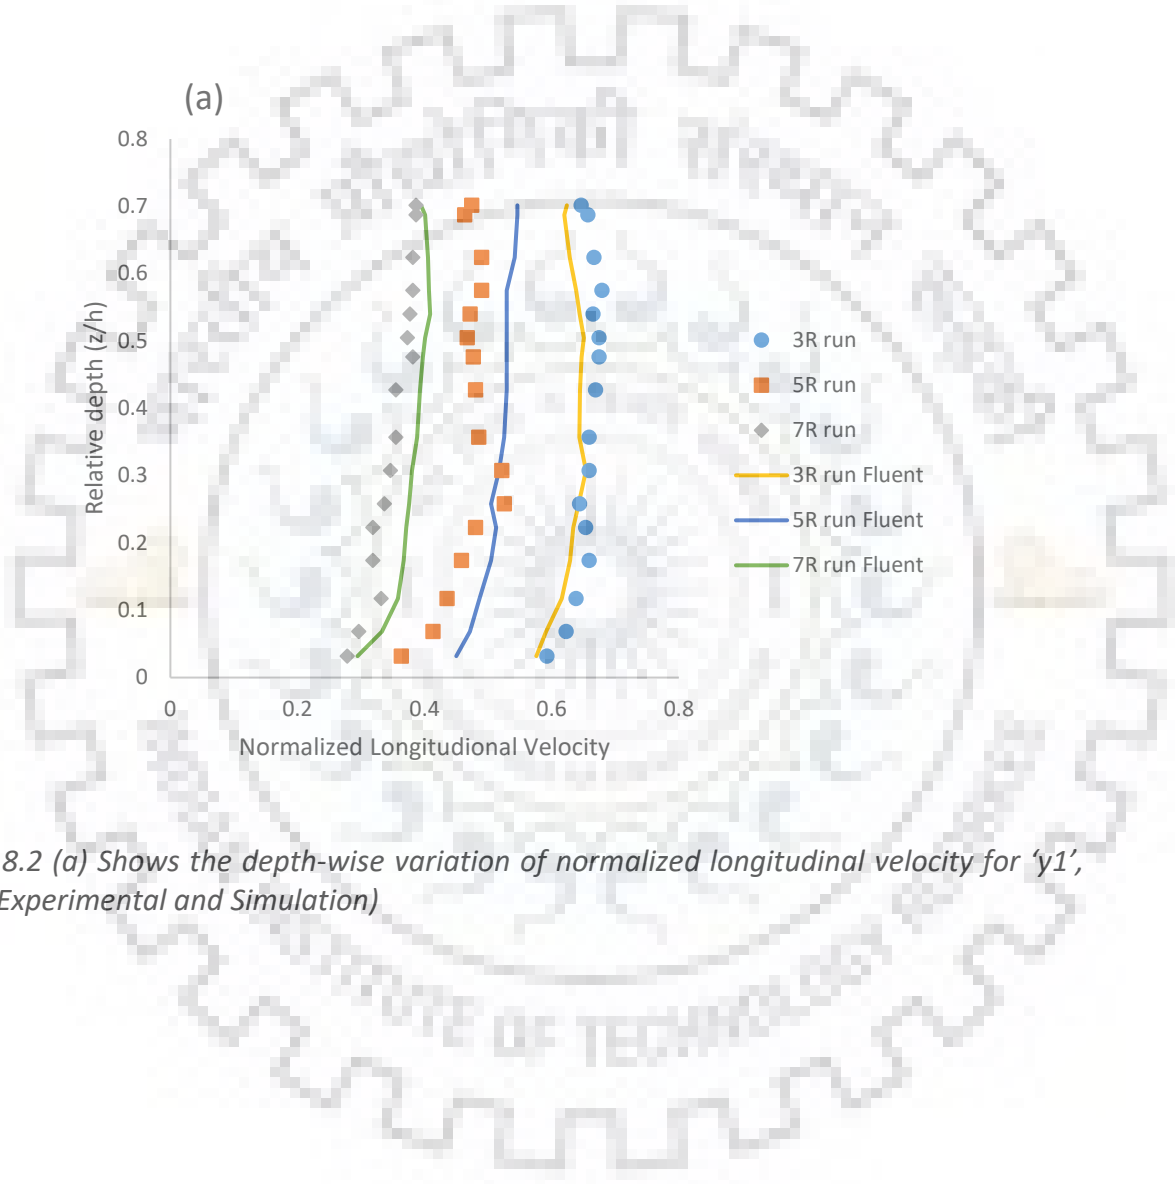 (a)
0.8
0.7
0.6
0.5
0.4
0.3
0.2
0.1
0
Relative depth (z/h)
0
0.2
0.4
0.6
0.8
Normalized Longitudional Velocity
3R run
5R run
7R run
3R run Fluent
5R run Fluent
7R run Fluent
8.2 (a) Shows the depth-wise variation of normalized longitudinal velocity for ‘y1’,
Experimental and Simulation)
OF TECHNOLOGY